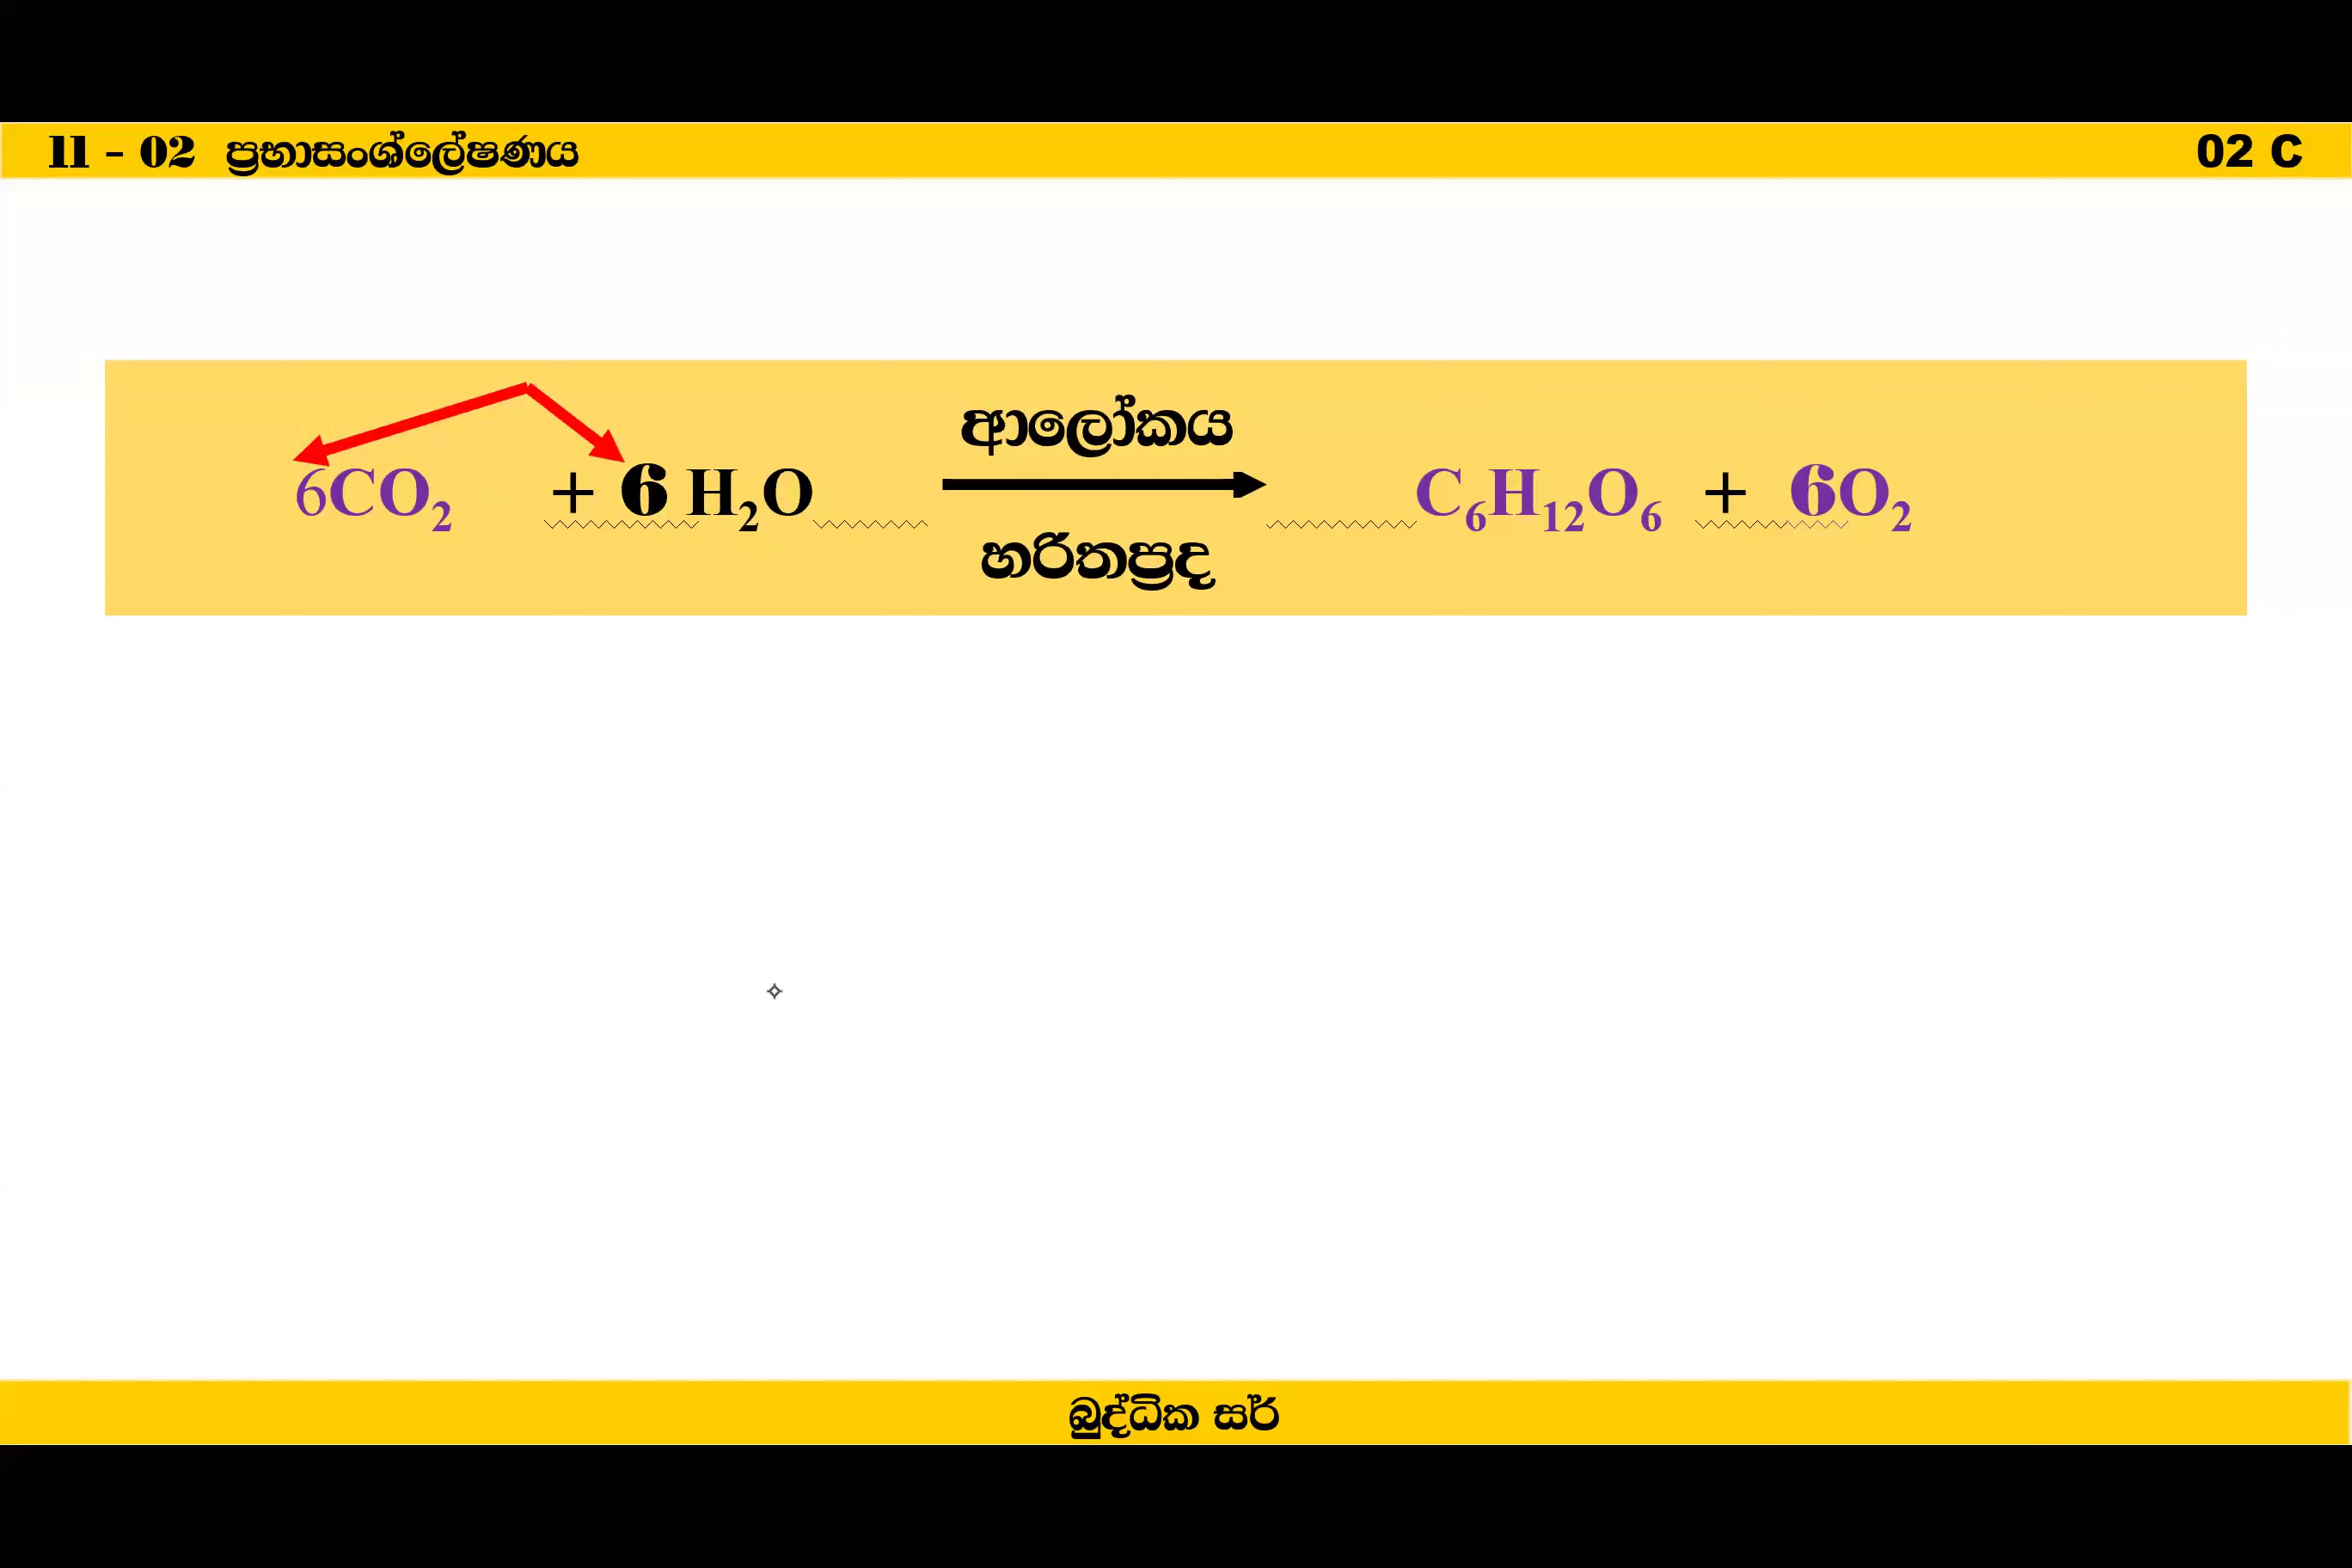 11 - 02 ප්‍රභාසංශ්ලේෂණය 02 C
ආලෝකය
6CO₂ + 6 H₂O C₆H₁₂O₆ + 6O₂
හරිතප්‍රද
බුද්ධික සර්